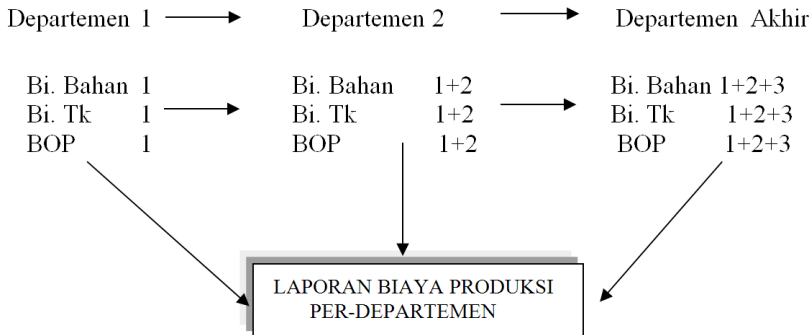 Departemen 1 Departemen 2 Departemen Akhir
Bi. Bahan 1 Bi. Bahan 1+2 Bi. Bahan 1+2+3
Bi. Tk 1 Bi. Tk 1+2 Bi. Tk 1+2+3
BOP 1 BOP 1+2 BOP 1+2+3
LAPORAN BIAYA PRODUKSI
PER-DEPARTEMEN